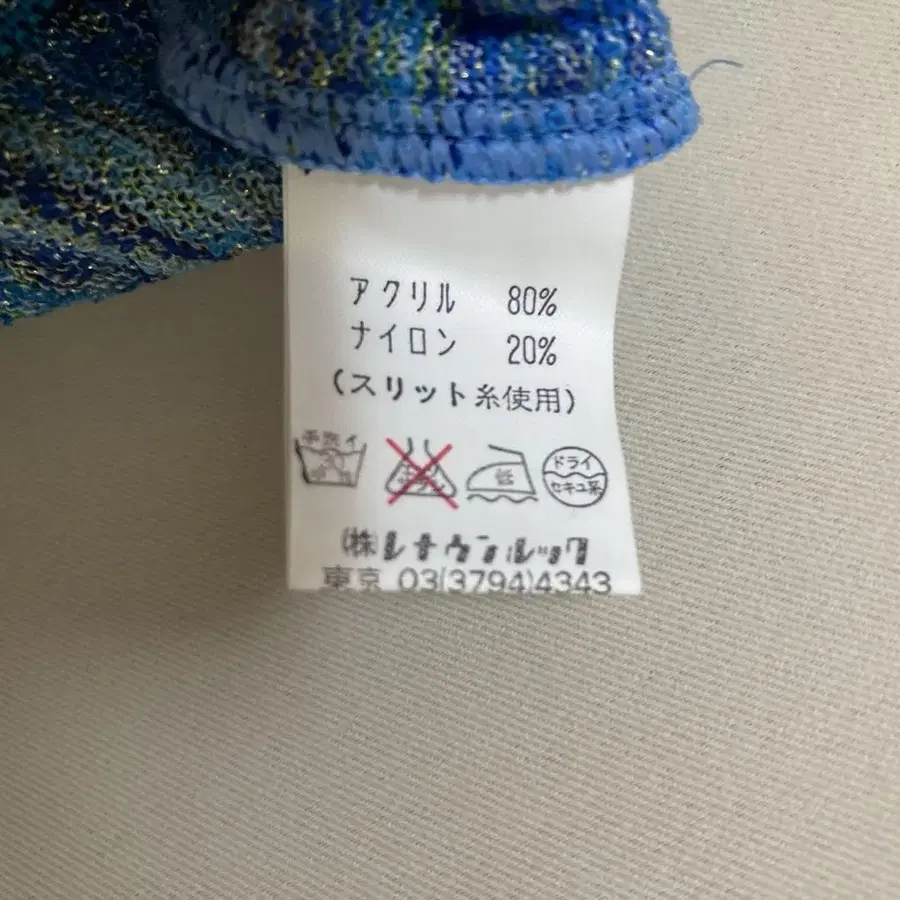 アクリル 80%
ナイロン 20%
(スリット糸使用)
手洗イ
低
ドライ
セキユ系
(株)レナウンルック
東京 03(3794)4343